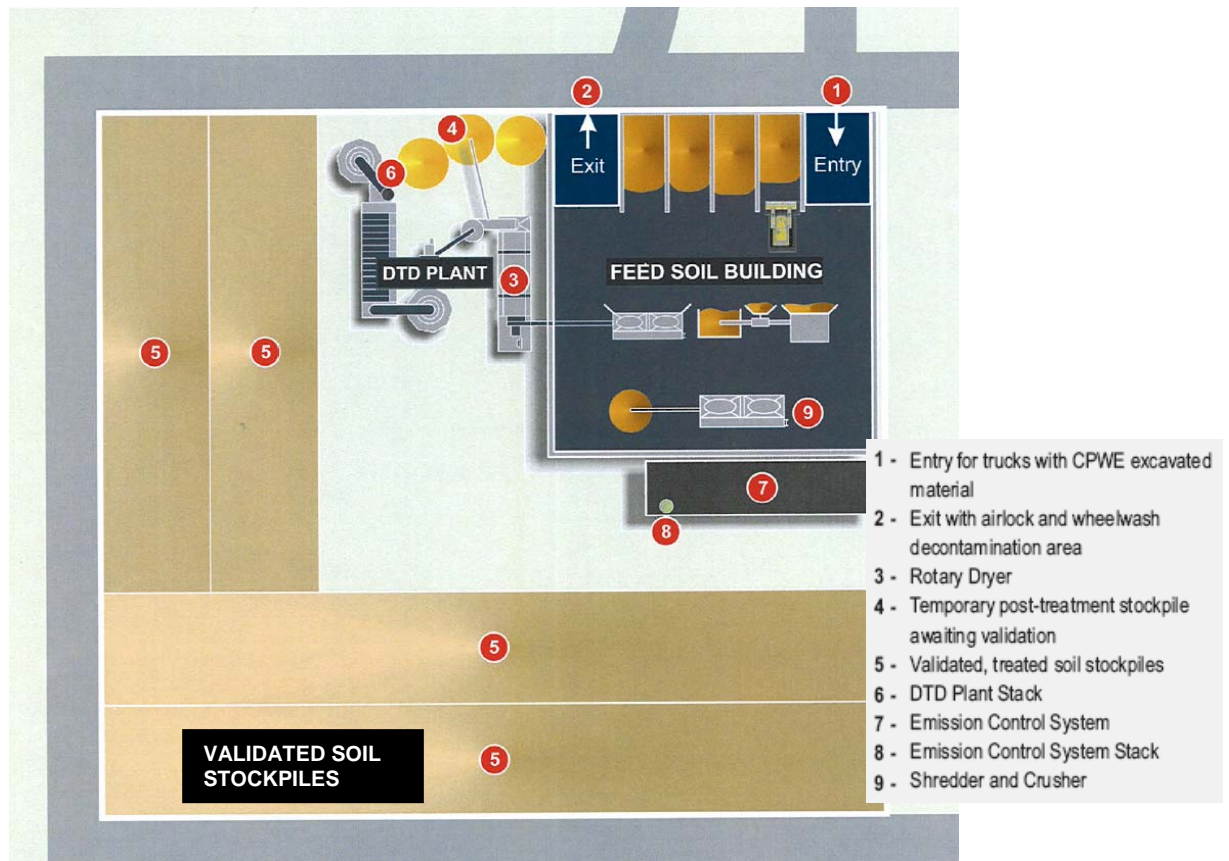 2
1
4
Exit
Entry
6
DTD PLANT
3
FEED SOIL BUILDING
5
5
9
7
8
5
VALIDATED SOIL
STOCKPILES
5
1 - Entry for trucks with CPWE excavated
material
2 - Exit with airlock and wheelwash
decontamination area
3 - Rotary Dryer
4 - Temporary post-treatment stockpile
awaiting validation
5 - Validated, treated soil stockpiles
6 - DTD Plant Stack
7 - Emission Control System
8 - Emission Control System Stack
9 - Shredder and Crusher